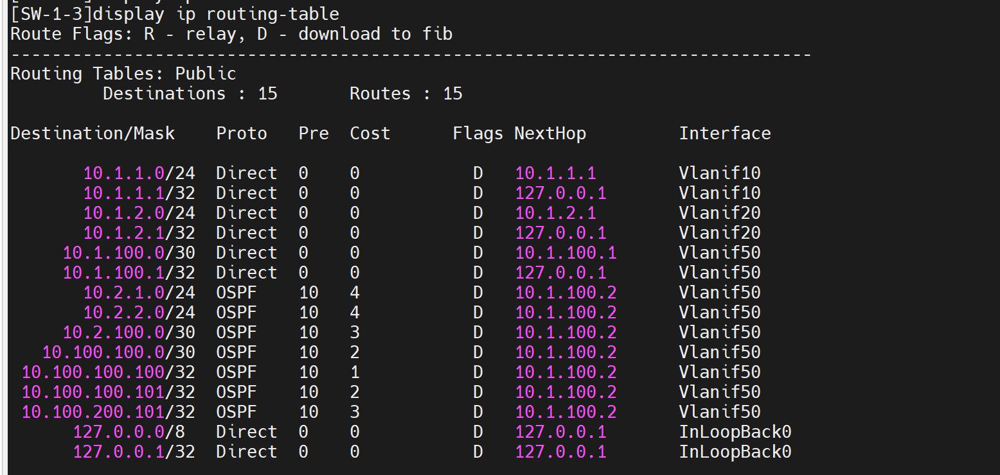 [SW-1-3]display ip routing-table
Route Flags: R - relay, D - download to fib
------------------------------------------------------------------------------
Routing Tables: Public
         Destinations : 15       Routes : 15

Destination/Mask    Proto   Pre  Cost      Flags NextHop         Interface

       10.1.1.0/24  Direct  0    0           D   10.1.1.1        Vlanif10
       10.1.1.1/32  Direct  0    0           D   127.0.0.1       Vlanif10
       10.1.2.0/24  Direct  0    0           D   10.1.2.1        Vlanif20
       10.1.2.1/32  Direct  0    0           D   127.0.0.1       Vlanif20
     10.1.100.0/30  Direct  0    0           D   10.1.100.1      Vlanif50
     10.1.100.1/32  Direct  0    0           D   127.0.0.1       Vlanif50
       10.2.1.0/24  OSPF    10   4           D   10.1.100.2      Vlanif50
       10.2.2.0/24  OSPF    10   4           D   10.1.100.2      Vlanif50
     10.2.100.0/30  OSPF    10   3           D   10.1.100.2      Vlanif50
   10.100.100.0/30  OSPF    10   2           D   10.1.100.2      Vlanif50
 10.100.100.100/32  OSPF    10   1           D   10.1.100.2      Vlanif50
 10.100.100.101/32  OSPF    10   2           D   10.1.100.2      Vlanif50
 10.100.200.101/32  OSPF    10   3           D   10.1.100.2      Vlanif50
      127.0.0.0/8   Direct  0    0           D   127.0.0.1       InLoopBack0
      127.0.0.1/32  Direct  0    0           D   127.0.0.1       InLoopBack0